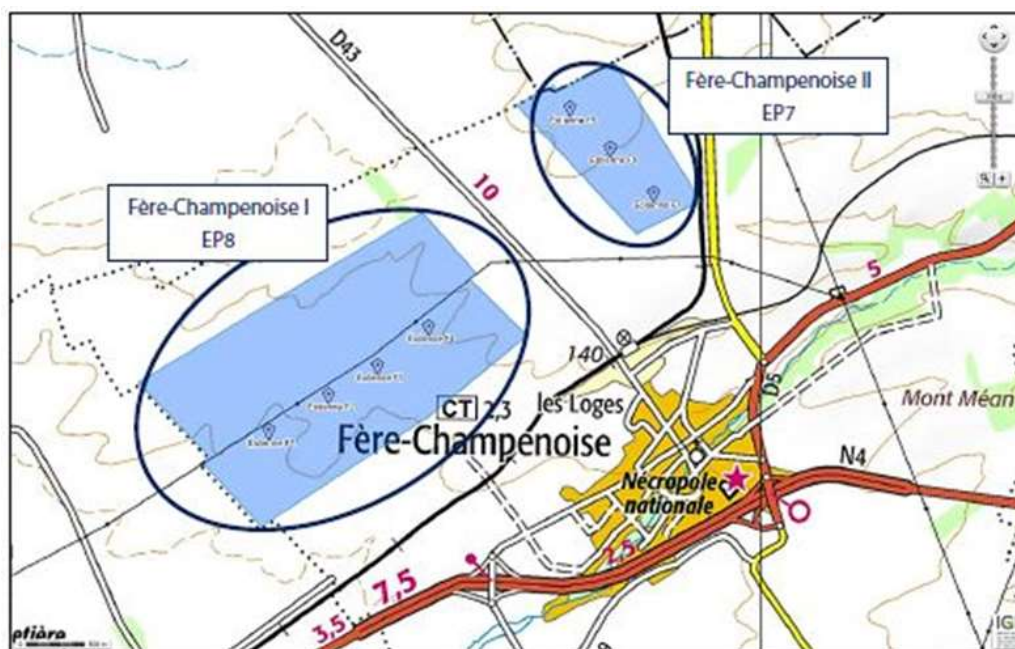 D43
Fère-Champenoise II
EP7
10
Fère-Champenoise I
EP8
5
140
les Loges
CT 2,3
D5
Mont Méan
Fère-Champenoise
N4
Nécropole
nationale
2,5
7,5
3,5
IG